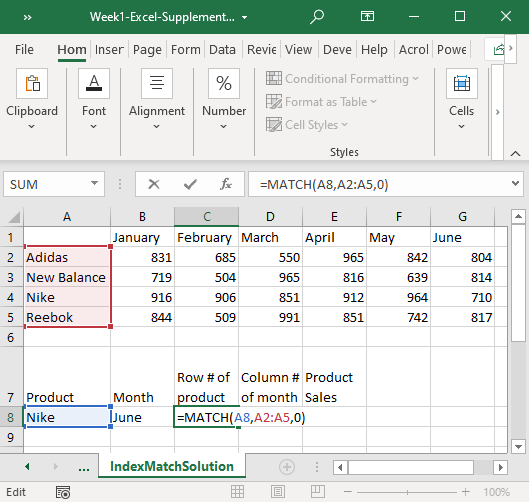 Week1-Excel-Supplement...
File Hom Insert Page Form Data Revie View Deve Help Acrol Powe
Clipboard Font Alignment Number Conditional Formatting Format as Table Cell Styles Cells
Styles
SUM fx =MATCH(A8,A2:A5,0)
A B C D E F G
1 January February March April May June
2 Adidas 831 685 550 965 842 804
3 New Balance 719 504 965 816 639 814
4 Nike 916 906 851 912 964 710
5 Reebok 844 509 991 851 742 817
6
Row # of Column # Product
7 Product Month product of month Sales
8 Nike June =MATCH(A8,A2:A5,0)
9
... IndexMatchSolution
Edit 100%